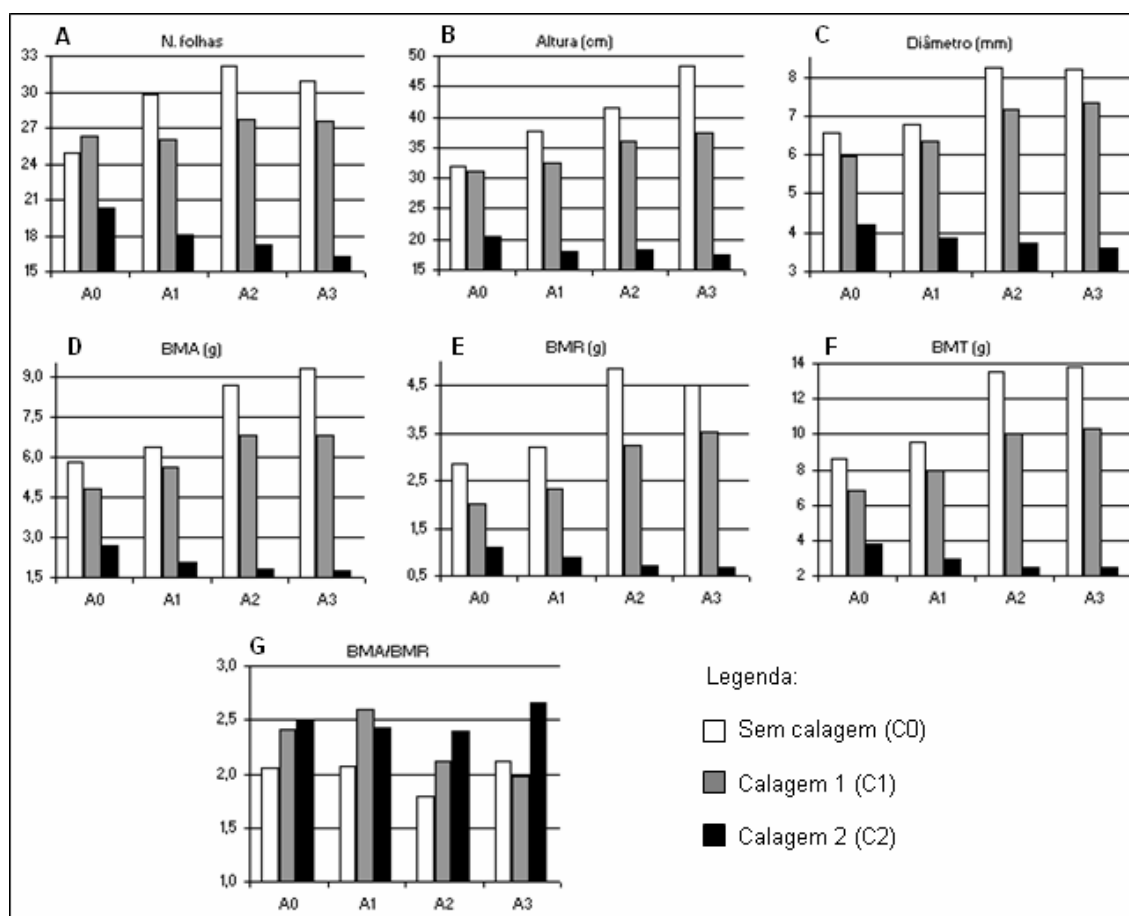 A
N. folhas
33
30
27
24
21
18
15
A0 A1 A2 A3
B
Altura (cm)
50
45
40
35
30
25
20
15
A0 A1 A2 A3
C
Diâmetro (mm)
8
7
6
5
4
3
A0 A1 A2 A3
D
BMA (g)
9,0
7,5
6,0
4,5
3,0
1,5
A0 A1 A2 A3
E
BMR (g)
4,5
3,5
2,5
1,5
0,5
A0 A1 A2 A3
F
BMT (g)
14
12
10
8
6
4
2
A0 A1 A2 A3
G
BMA/BMR
3,0
2,5
2,0
1,5
1,0
A0 A1 A2 A3
Legenda:
Sem calagem (C0)
Calagem 1 (C1)
Calagem 2 (C2)